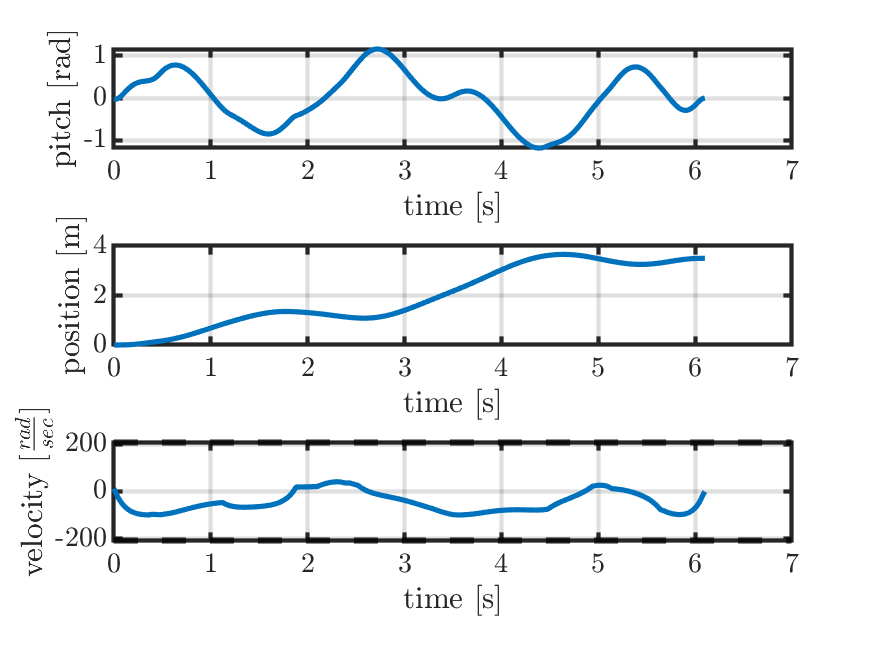 pitch [rad]
1
0
-1
0 1 2 3 4 5 6 7
time [s]
position [m]
4
2
0
0 1 2 3 4 5 6 7
time [s]
velocity [rad/sec]
200
0
-200
0 1 2 3 4 5 6 7
time [s]